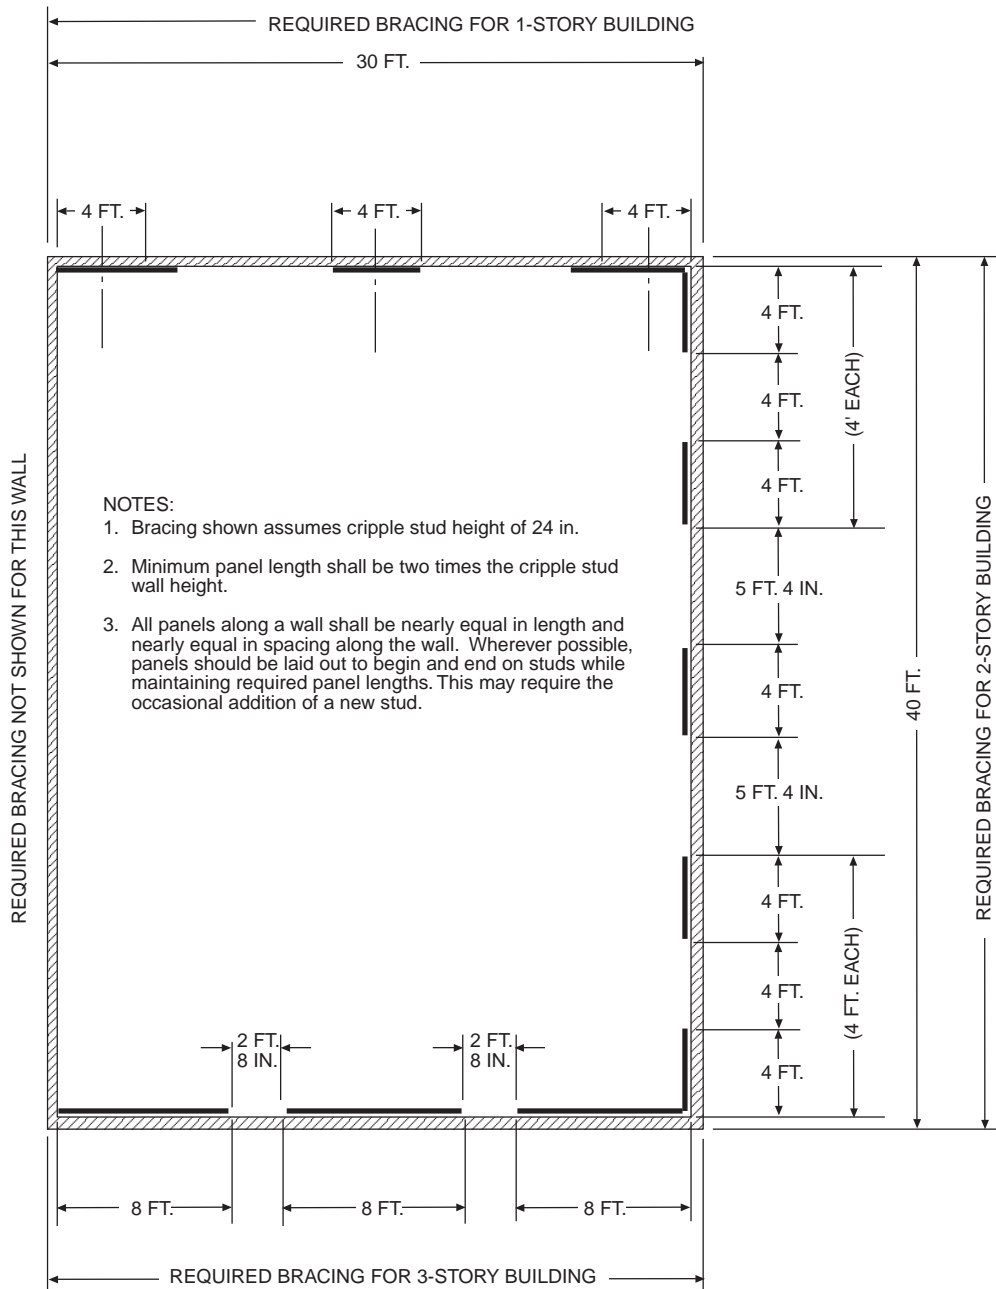 REQUIRED BRACING FOR 1-STORY BUILDING
30 FT.
4 FT.
4 FT.
4 FT.
4 FT.
4 FT.
4 FT.
(4' EACH)
5 FT. 4 IN.
4 FT.
5 FT. 4 IN.
4 FT.
4 FT.
4 FT.
(4 FT. EACH)
40 FT.
REQUIRED BRACING FOR 2-STORY BUILDING
REQUIRED BRACING NOT SHOWN FOR THIS WALL
NOTES:
1. Bracing shown assumes cripple stud height of 24 in.
2. Minimum panel length shall be two times the cripple stud
wall height.
3. All panels along a wall shall be nearly equal in length and
nearly equal in spacing along the wall. Wherever possible,
panels should be laid out to begin and end on studs while
maintaining required panel lengths. This may require the
occasional addition of a new stud.
2 FT.
8 IN.
2 FT.
8 IN.
8 FT.
8 FT.
8 FT.
REQUIRED BRACING FOR 3-STORY BUILDING